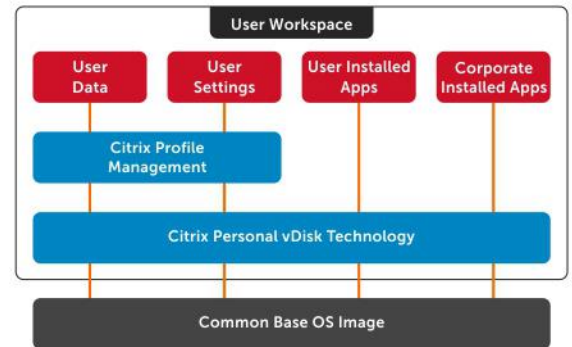 User Workspace
User
Data
User
Settings
User Installed
Apps
Corporate
Installed Apps
Citrix Profile
Management
Citrix Personal vDisk Technology
Common Base OS Image